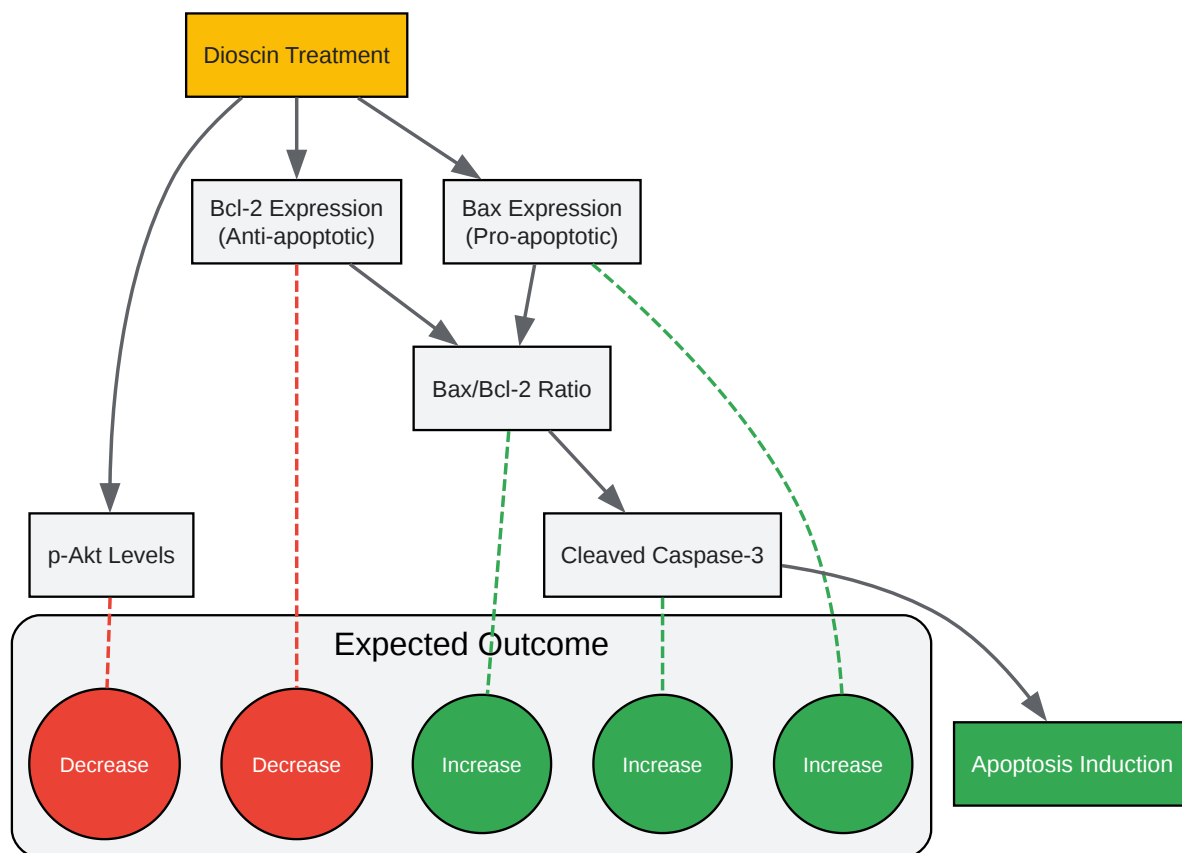 Dioscin Treatment
Bcl-2 Expression
(Anti-apoptotic)
Bax Expression
(Pro-apoptotic)
Bax/Bcl-2 Ratio
p-Akt Levels
Cleaved Caspase-3
Expected Outcome
Decrease
Decrease
Increase
Increase
Increase
Apoptosis Induction